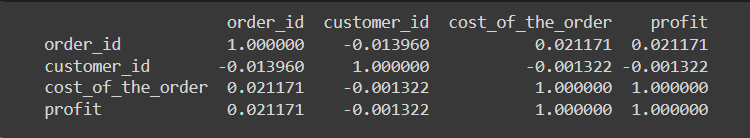 order_id customer_id cost_of_the_order profit
order_id 1.000000 -0.013960 0.021171 0.021171
customer_id -0.013960 1.000000 -0.001322 -0.001322
cost_of_the_order 0.021171 -0.001322 1.000000 1.000000
profit 0.021171 -0.001322 1.000000 1.000000